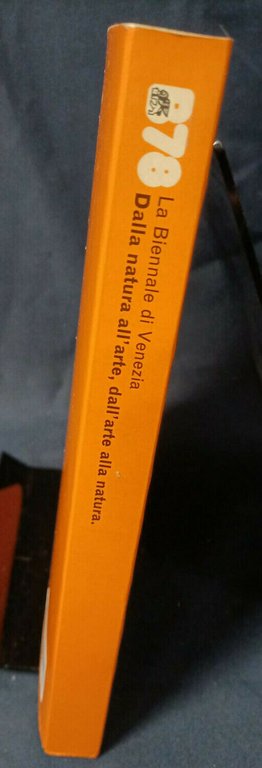 B78
La Biennale di Venezia
Dalla natura all'arte, dall'arte alla natura.